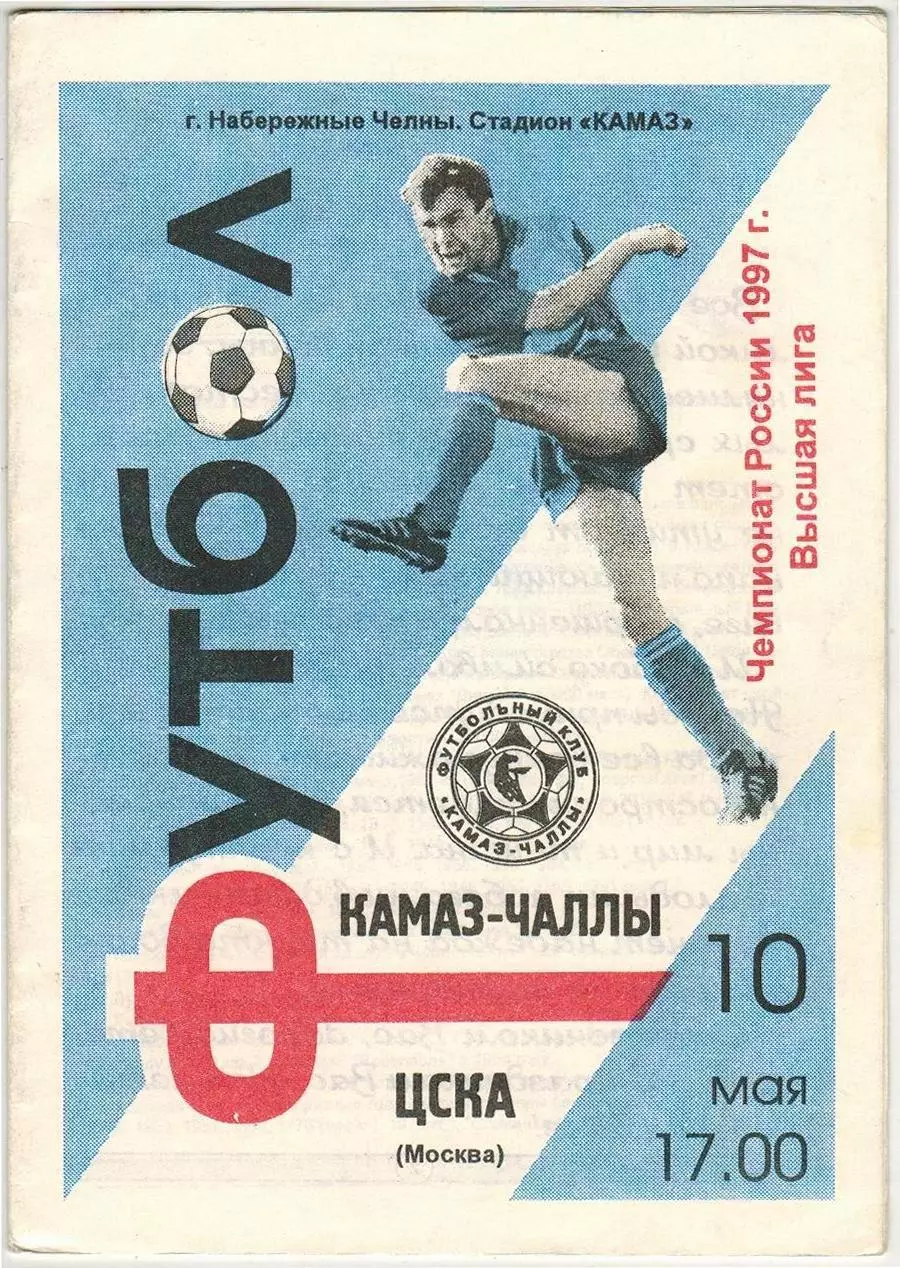 г. Набережные Челны. Стадион «КАМАЗ»
ФУТБОЛ
Чемпионат России 1997 г.
Высшая лига
ФУТБОЛЬНЫЙ КЛУБ
"КАМАЗ-ЧАЛЛЫ"
КАМАЗ-ЧАЛЛЫ
ЦСКА
(Москва)
10
мая
17.00